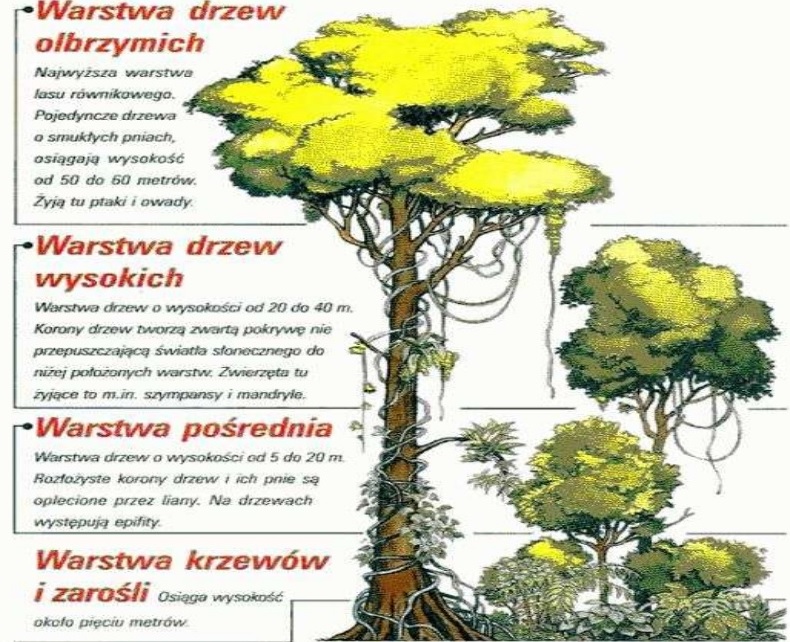 Warstwa drzew
olbrzymich
Najwyższa warstwa
lasu równikowego.
Pojedyncze drzewa
o smukłych pniach,
osiągają wysokość
od 50 do 60 metrów.
Żyją tu ptaki i owady.
Warstwa drzew
wysokich
Warstwa drzew o wysokości od 20 do 40 m.
Korony drzew tworzą zwartą pokrywę nie
przepuszczającą światła słonecznego do
niżej położonych warstw. Zwierzęta tu
żyjące to m.in. szympansy i mandryle.
Warstwa pośrednia
Warstwa drzew o wysokości od 5 do 20 m.
Rozłożyste korony drzew i ich pnie są
oplecione przez liany. Na drzewach
występują epifity.
Warstwa krzewów
i zarośli Osiąga wysokość
około pięciu metrów.